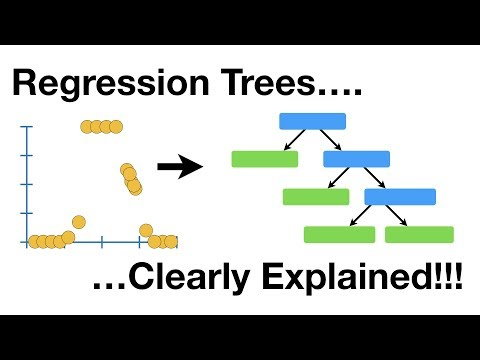 Regression Trees....
...Clearly Explained!!!